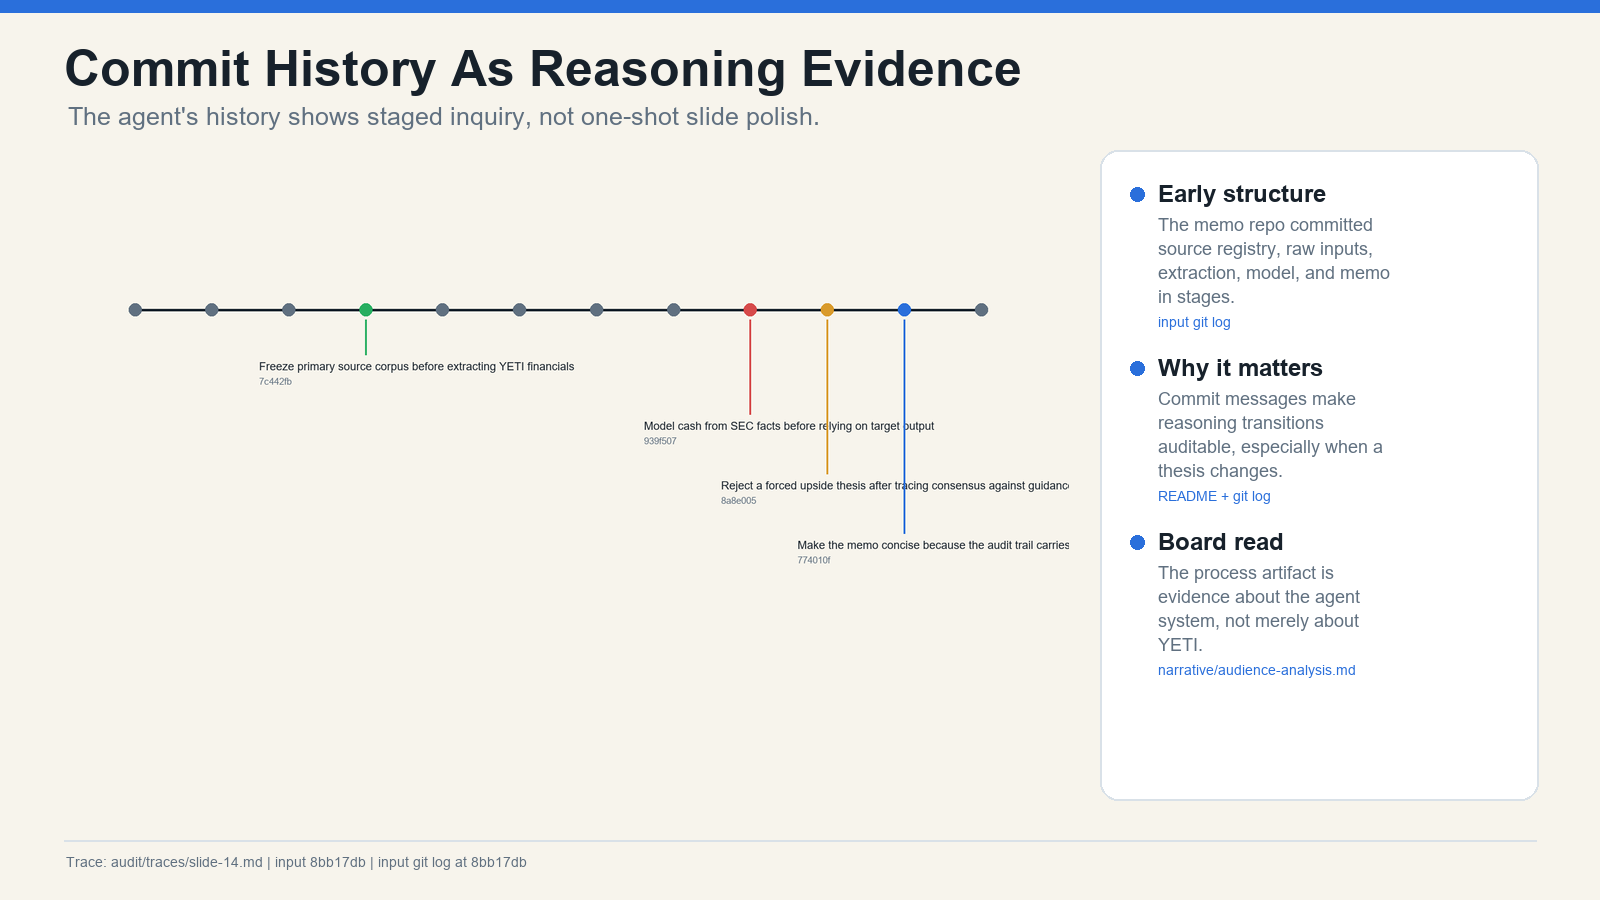 Commit History As Reasoning Evidence
The agent's history shows staged inquiry, not one-shot slide polish.
Freeze primary source corpus before extracting YETI financials
7c442fb
Model cash from SEC facts before relying on target output
939f507
Reject a forced upside thesis after tracing consensus against guidance
8a8e005
Make the memo concise because the audit trail carries
774010f
Early structure
The memo repo committed
source registry, raw inputs,
extraction, model, and memo
in stages.
input git log
Why it matters
Commit messages make
reasoning transitions
auditable, especially when a
thesis changes.
README + git log
Board read
The process artifact is
evidence about the agent
system, not merely about
YETI.
narrative/audience-analysis.md
Trace: audit/traces/slide-14.md | input 8bb17db | input git log at 8bb17db